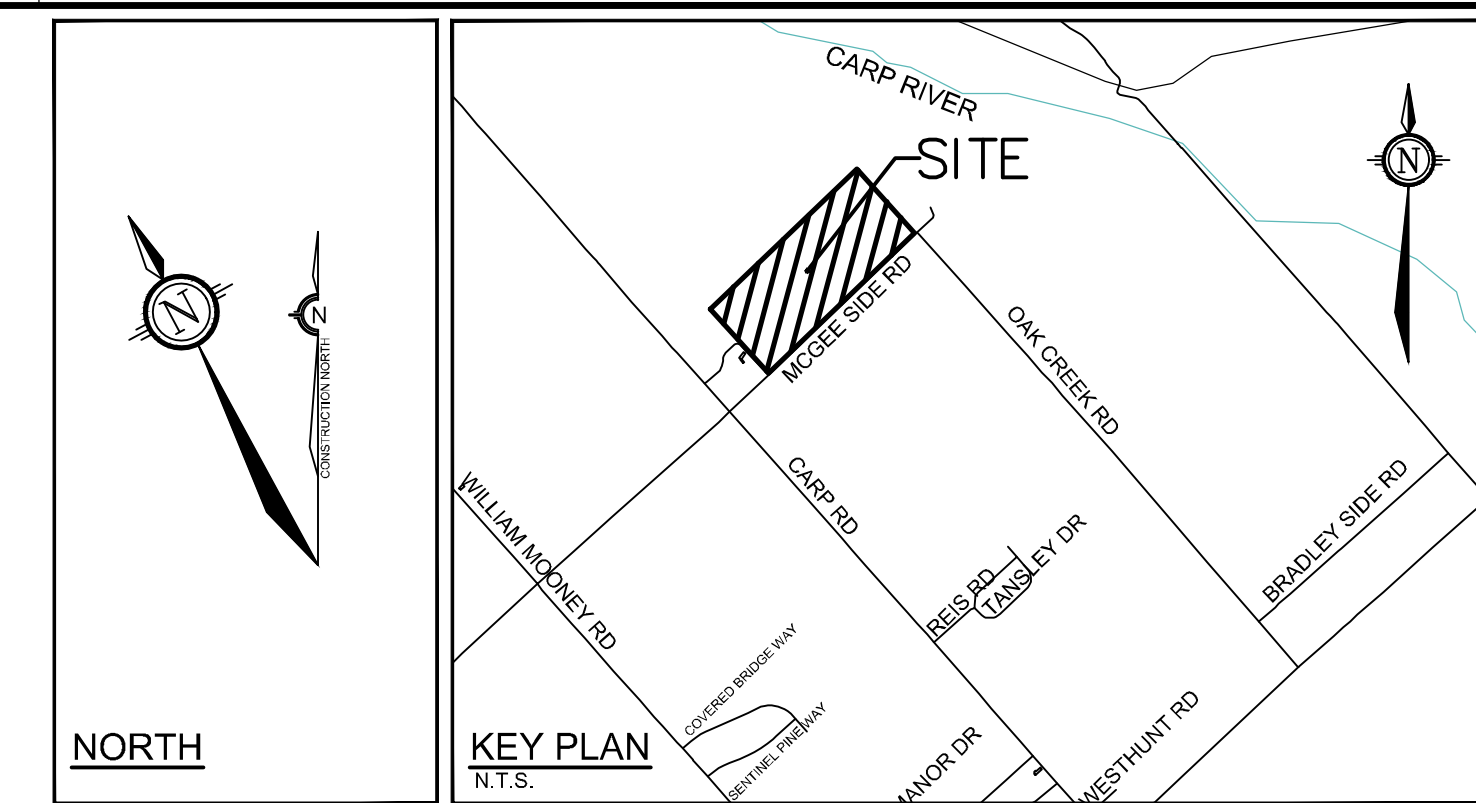 N
N
CONSTRUCTION NORTH
NORTH
CARP RIVER
SITE
N
MCGEE SIDE RD
OAK CREEK RD
CARP RD
WILLIAM MOONEY RD
BRADLEY SIDE RD
REIS RD
TANSLEY DR
COVERED BRIDGE WAY
SENTINEL PINE WAY
MANOR DR
WESTHUNT RD
KEY PLAN
N.T.S.